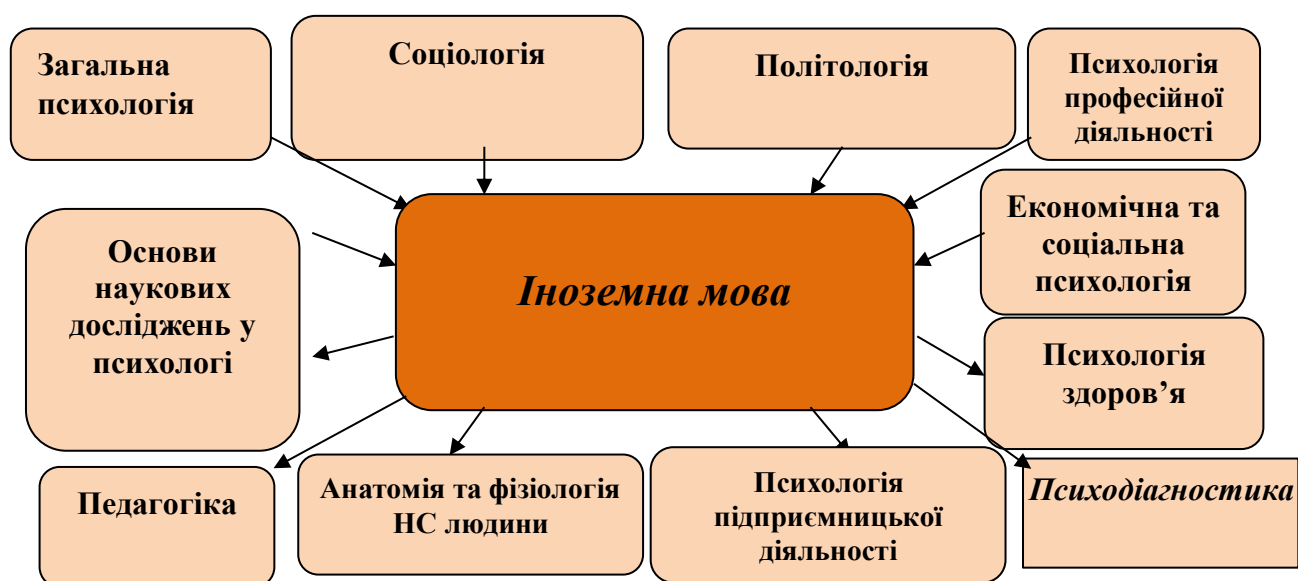 Загальна
психологія
Соціологія
Політологія
Психологія
професійної
діяльності
Основи
наукових
досліджень у
психологі
Іноземна мова
Економічна та
соціальна
психологія
Психологія
здоров’я
Педагогіка
Анатомія та фізіологія
НС людини
Психологія
підприємницької
діяльності
Психодіагностика